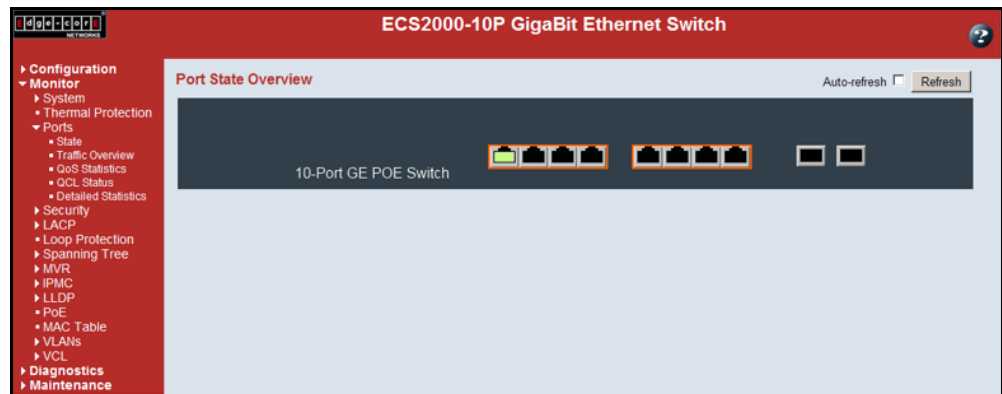 Edge-corE
NETWORKS
ECS2000-10P GigaBit Ethernet Switch
?
Configuration
Monitor
System
Thermal Protection
Ports
State
Traffic Overview
QoS Statistics
QCL Status
Detailed Statistics
Security
LACP
Loop Protection
Spanning Tree
MVR
IPMC
LLDP
PoE
MAC Table
VLANs
VCL
Diagnostics
Maintenance
Port State Overview
Auto-refresh
Refresh
10-Port GE POE Switch